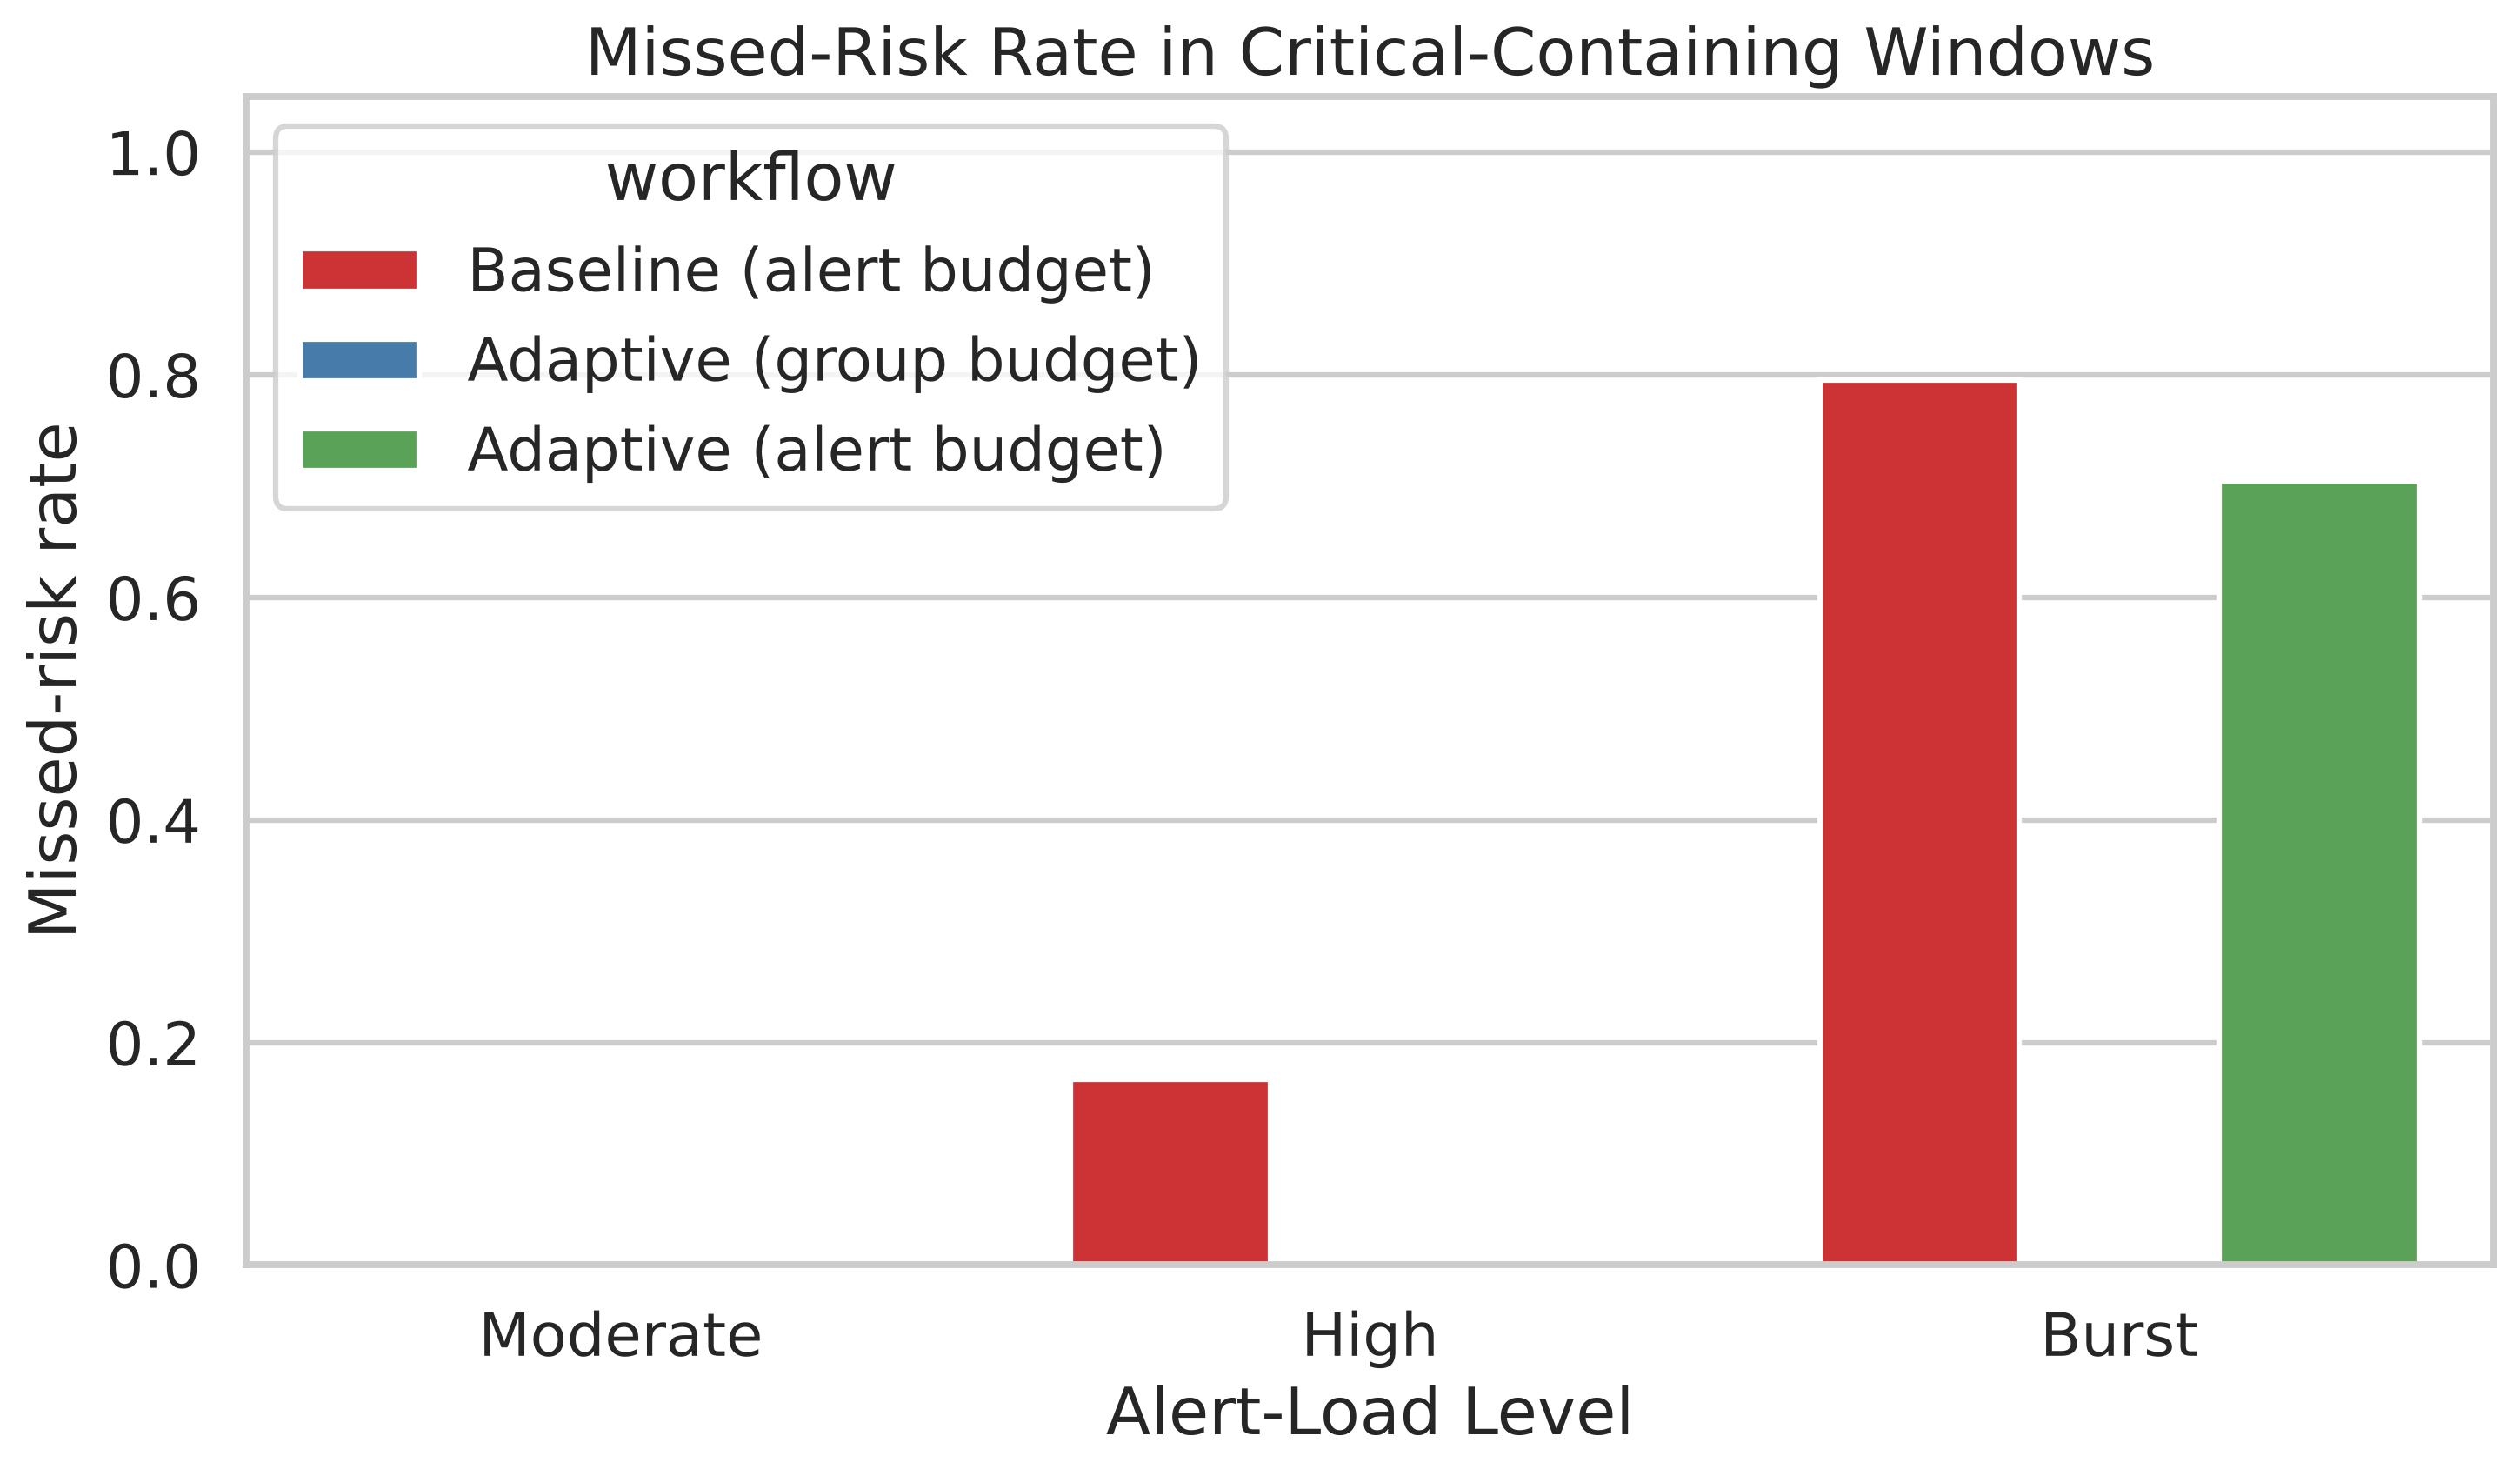 Missed-Risk Rate in Critical-Containing Windows
workflow
Baseline (alert budget)
Adaptive (group budget)
Adaptive (alert budget)
Missed-risk rate
1.0
0.8
0.6
0.4
0.2
0.0
Moderate High Burst
Alert-Load Level